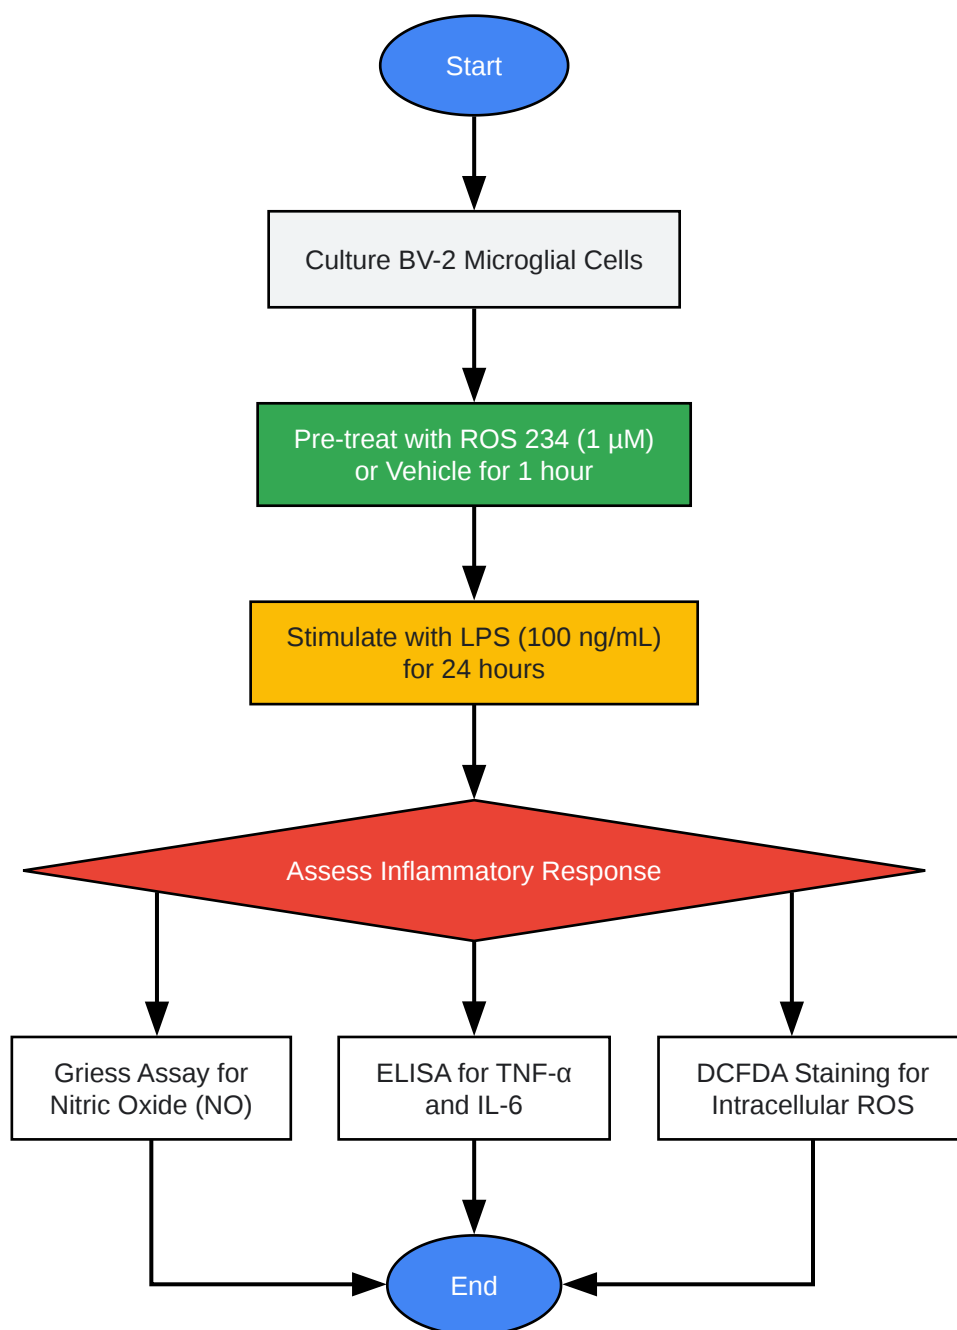 Start
Culture BV-2 Microglial Cells
Pre-treat with ROS 234 (1 µM)
or Vehicle for 1 hour
Stimulate with LPS (100 ng/mL)
for 24 hours
Assess Inflammatory Response
Griess Assay for
Nitric Oxide (NO)
ELISA for TNF-α
and IL-6
DCFDA Staining for
Intracellular ROS
End